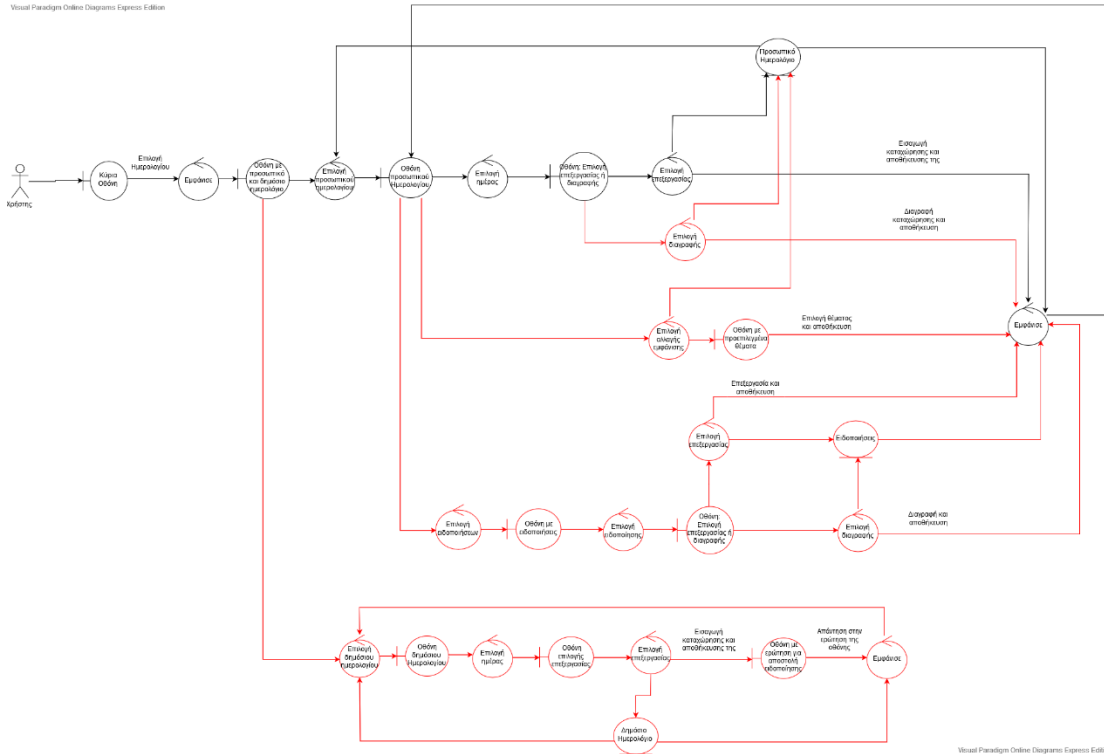 Visual Paradigm Online Diagrams Express Edition
Προσωπικό
Ημερολόγιο
Χρήστης
Κύρια
Οθόνη
Επιλογή
Ημερολογίου
Εμφάνισε
Οθόνη με
προσωπικό
και δημόσιο
ημερολόγιο
Επιλογή
προσωπικού
ημερολογίου
Οθόνη
προσωπικού
Ημερολογίου
Επιλογή
ημέρας
Οθόνη: Επιλογή
επεξεργασίας ή
διαγραφής
Επιλογή
επεξεργασίας
Εισαγωγή
καταχώρησης και
αποθήκευσης της
Επιλογή
διαγραφής
Διαγραφή
καταχώρησης και
αποθήκευση
Επιλογή
αλλαγής
εμφάνισης
Οθόνη με
προεπιλεγμένα
θέματα
Επιλογή θέματος
και αποθήκευση
Εμφάνισε
Επεξεργασία και
αποθήκευση
Επιλογή
επεξεργασίας
Ειδοποιήσεις
Επιλογή
ειδοποιήσεων
Οθόνη με
ειδοποιήσεις
Επιλογή
ειδοποίησης
Οθόνη:
Επιλογή
επεξεργασίας ή
διαγραφής
Επιλογή
διαγραφής
Διαγραφή και
αποθήκευση
Επιλογή
δημόσιου
ημερολογίου
Οθόνη
δημόσιου
Ημερολογίου
Επιλογή
ημέρας
Οθόνη
επιλογής
επεξεργασίας
Επιλογή
επεξεργασίας
Εισαγωγή
καταχώρησης και
αποθήκευσης της
Οθόνη με
ερώτηση για
αποστολή
ειδοποίησης
Απάντηση στην
ερώτηση της
οθόνης
Εμφάνισε
Δημόσιο
Ημερολόγιο
Visual Paradigm Online Diagrams Express Edit